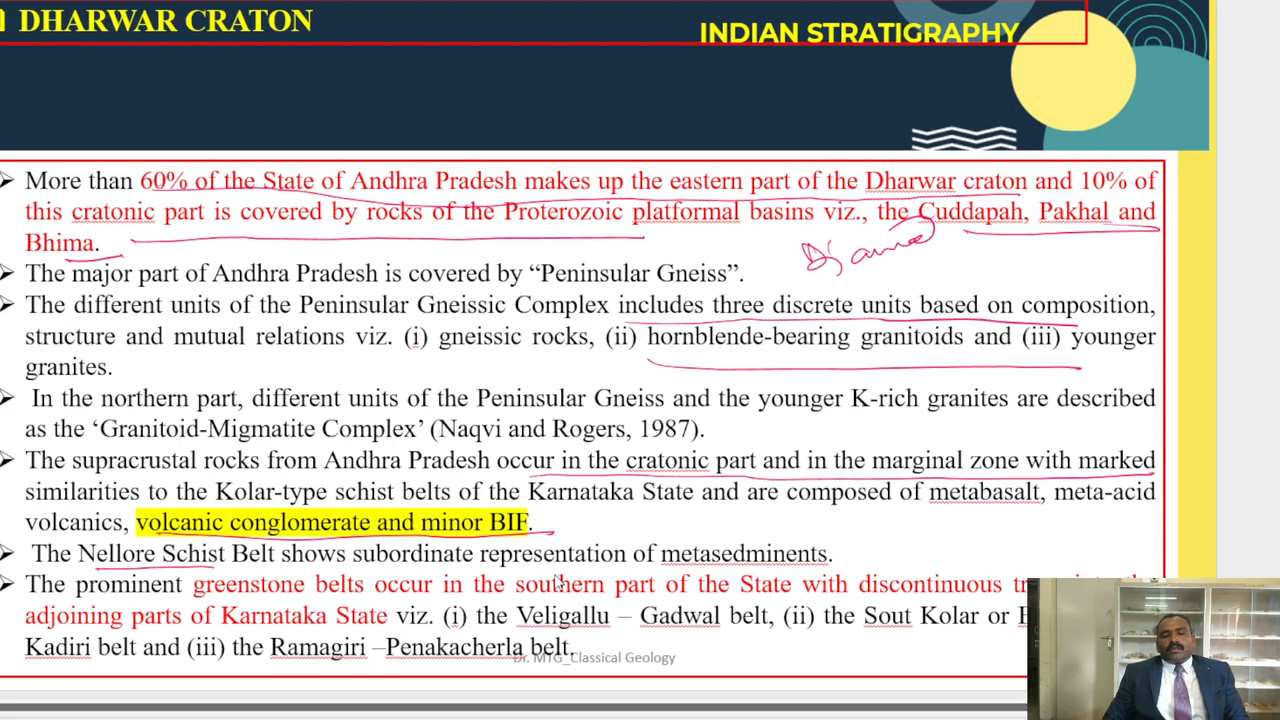 DHARWAR CRATON
INDIAN STRATIGRAPHY
More than 60% of the State of Andhra Pradesh makes up the eastern part of the Dharwar craton and 10% of
this cratonic part is covered by rocks of the Proterozoic platformal basins viz., the Cuddapah, Pakhal and
Bhima.
The major part of Andhra Pradesh is covered by “Peninsular Gneiss”.
The different units of the Peninsular Gneissic Complex includes three discrete units based on composition,
structure and mutual relations viz. (i) gneissic rocks, (ii) hornblende-bearing granitoids and (iii) younger
granites.
In the northern part, different units of the Peninsular Gneiss and the younger K-rich granites are described
as the ‘Granitoid-Migmatite Complex’ (Naqvi and Rogers, 1987).
The supracrustal rocks from Andhra Pradesh occur in the cratonic part and in the marginal zone with marked
similarities to the Kolar-type schist belts of the Karnataka State and are composed of metabasalt, meta-acid
volcanics, volcanic conglomerate and minor BIF.
The Nellore Schist Belt shows subordinate representation of metasedminents.
The prominent greenstone belts occur in the southern part of the State with discontinuous
adjoining parts of Karnataka State viz. (i) the Veligallu – Gadwal belt, (ii) the Sout Kolar or
Kadiri belt and (iii) the Ramagiri –Penakacherla belt.
Dr. MTG_Classical Geology